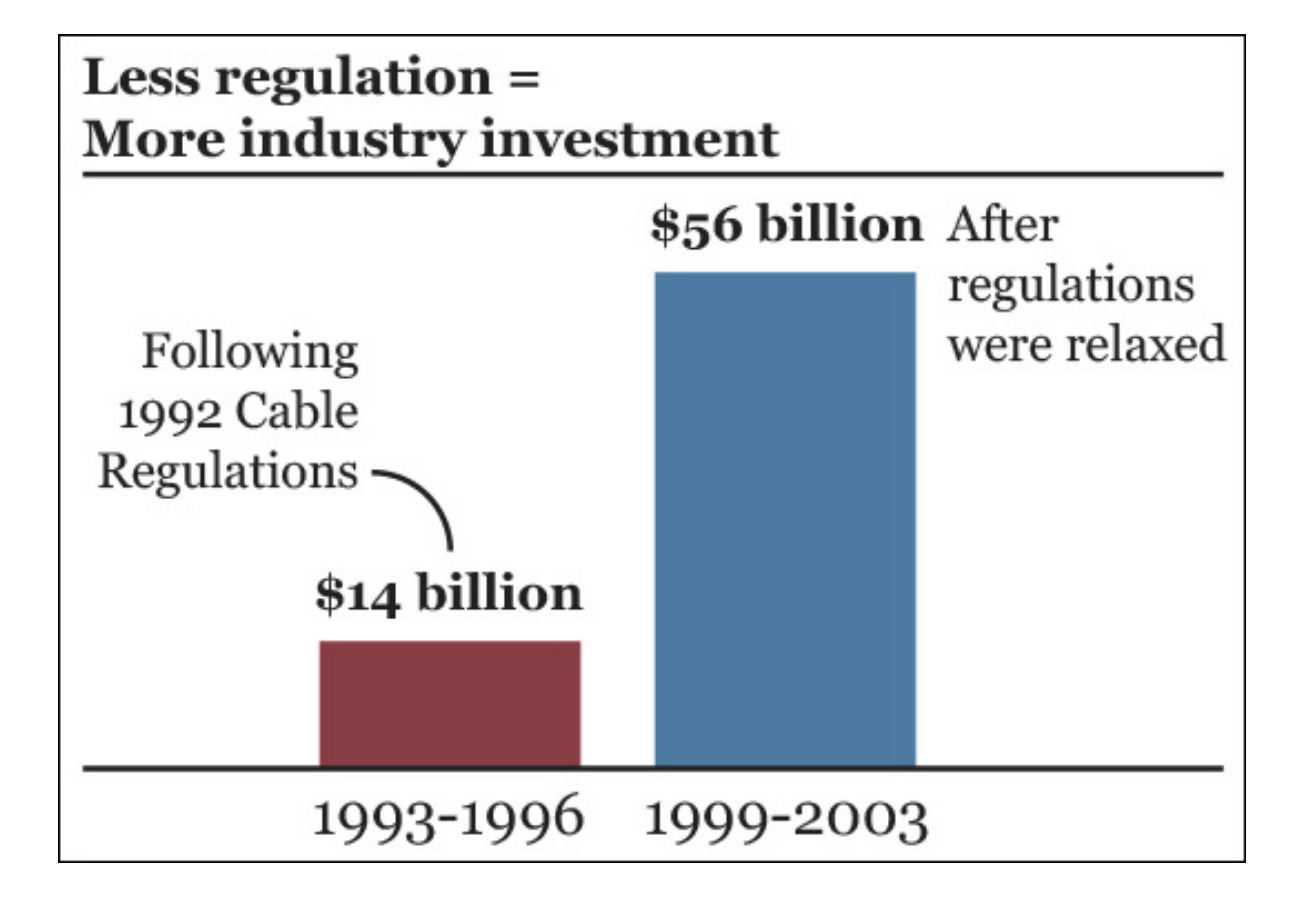 Less regulation =
More industry investment
$56 billion
After
regulations
were relaxed
Following
1992 Cable
Regulations
$14 billion
1993-1996
1999-2003